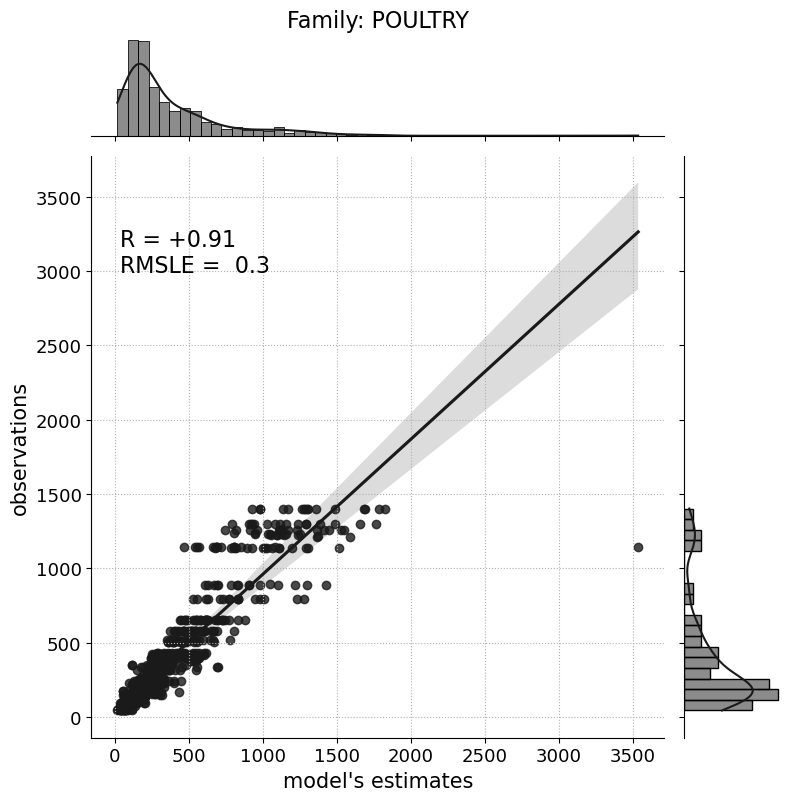 Family: POULTRY
R = +0.91
RMSLE =  0.3
3500
3000
2500
2000
1500
1000
500
0
observations
0 500 1000 1500 2000 2500 3000 3500
model's estimates